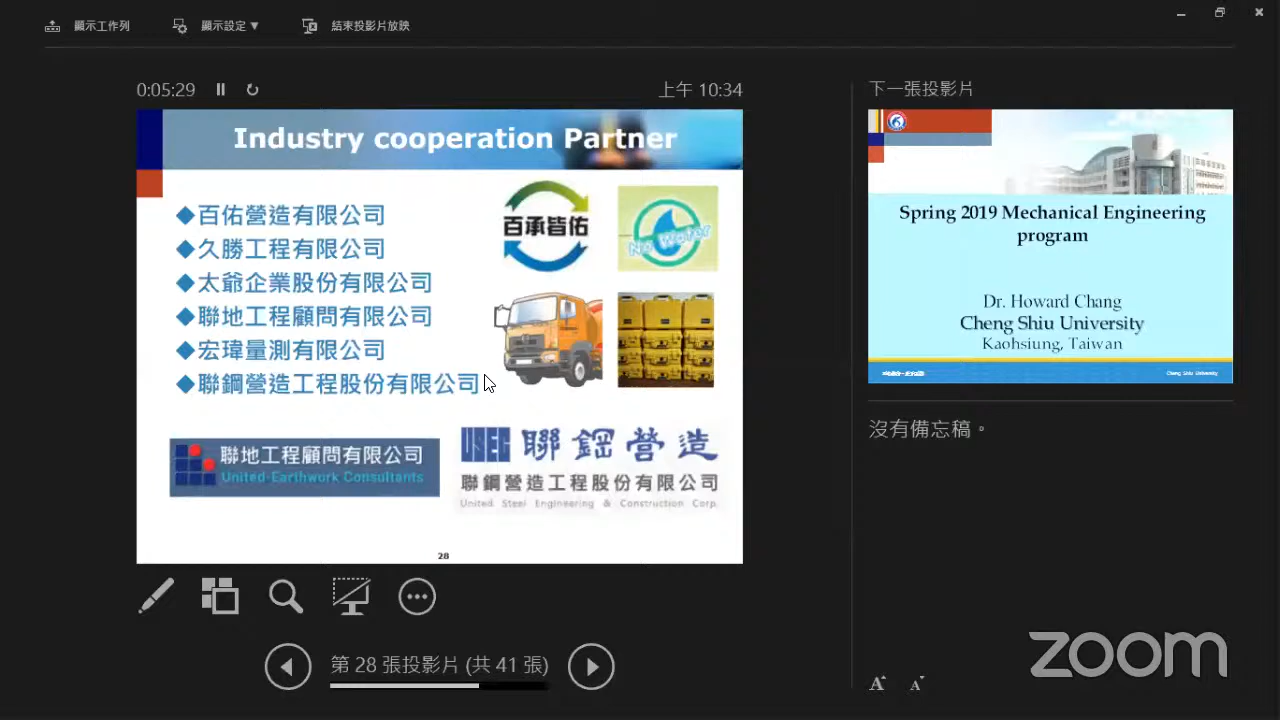 顯示工作列
顯示設定 ▼
結束投影片放映
0:05:29
上午 10:34
Industry cooperation Partner
◆百佑營造有限公司
◆久勝工程有限公司
◆太爺企業股份有限公司
◆聯地工程顧問有限公司
◆宏瑋量測有限公司
◆聯鋼營造工程股份有限公司
百承皆佑
No Water
聯地工程顧問有限公司
United-Earthwork Consultants
USEC 聯鋼營造
聯鋼營造工程股份有限公司
United Steel Engineering & Construction Corp.
28
第 28 張投影片 (共 41 張)
下一張投影片
Spring 2019 Mechanical Engineering
program
Dr. Howard Chang
Cheng Shiu University
Kaohsiung, Taiwan
Cheng Shiu University
沒有備忘稿。
A A
zoom